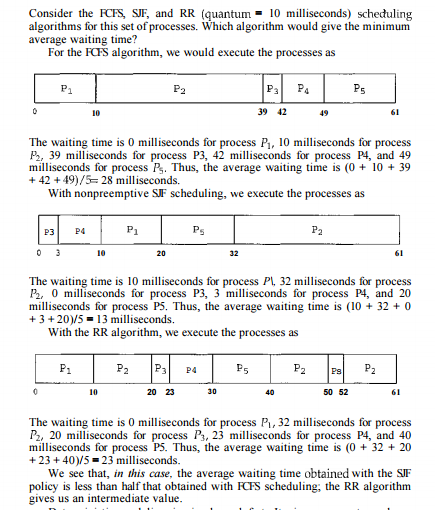 Consider the FCFS, SJF, and RR (quantum = 10 milliseconds) scheduling
algorithms for this set of processes. Which algorithm would give the minimum
average waiting time?
For the FCFS algorithm, we would execute the processes as
P₁ P₂ P₃ P₄ P₅
0 10 39 42 49 61
The waiting time is 0 milliseconds for process P₁, 10 milliseconds for process
P₂, 39 milliseconds for process P3, 42 milliseconds for process P4, and 49
milliseconds for process P₅. Thus, the average waiting time is (0 + 10 + 39
+ 42 + 49)/5= 28 milliseconds.
With nonpreemptive SJF scheduling, we execute the processes as
P3 P4 P₁ P₅ P₂
0 3 10 20 32 61
The waiting time is 10 milliseconds for process P\, 32 milliseconds for process
P₂, 0 milliseconds for process P3, 3 milliseconds for process P4, and 20
milliseconds for process P5. Thus, the average waiting time is (10 + 32 + 0
+ 3 + 20)/5 = 13 milliseconds.
With the RR algorithm, we execute the processes as
P₁ P₂ P₃ P4 P₅ P₂ P₅ P₂
0 10 20 23 30 40 50 52 61
The waiting time is 0 milliseconds for process P₁, 32 milliseconds for process
P₂, 20 milliseconds for process P₃, 23 milliseconds for process P4, and 40
milliseconds for process P5. Thus, the average waiting time is (0 + 32 + 20
+ 23 + 40)/5 = 23 milliseconds.
We see that, in this case, the average waiting time obtained with the SJF
policy is less than half that obtained with FCFS scheduling; the RR algorithm
gives us an intermediate value.